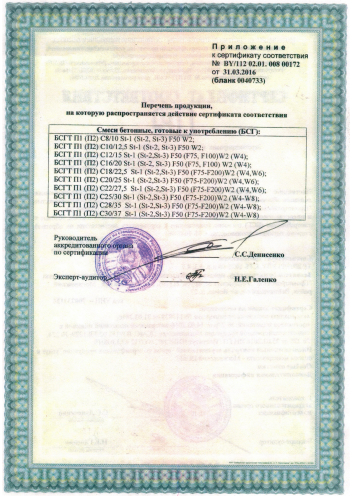 Приложение
к сертификату соответствия
№ BY/112 02.01. 008 00172
от 31.03.2016
(бланк 0040733)
Перечень продукции,
на которую распространяется действие сертификата соответствия
Смеси бетонные, готовые к употреблению (БСГ):
БСГТ П1 (П2) С8/10 St-1 (St-2, St-3) F50 W2;
БСГТ П1 (П2) С10/12,5 St-1 (St-2, St-3) F50 W2;
БСГТ П1 (П2) С12/15 St-1 (St-2,St-3) F50 (F75, F100)W2 (W4);
БСГТ П1 (П2) С16/20 St-1 (St-2,St-3) F50 (F75, F100) W2 (W4);
БСГТ П1 (П2) С18/22,5 St-1 (St-2,St-3) F50 (F75-F200)W2 (W4,W6);
БСГТ П1 (П2) С20/25 St-1 (St-2,St-3) F50 (F75-F200)W2 (W4,W6);
БСГТ П1 (П2) С22/27,5 St-1 (St-2,St-3) F50 (F75-F200)W2 (W4,W6);
БСГТ П1 (П2) С25/30 St-1 (St-2,St-3) F50 (F75-F200)W2 (W4-W8);
БСГТ П1 (П2) С28/35 St-1 (St-2,St-3) F50 (F75-F200)W2 (W4-W8);
БСГТ П1 (П2) С30/37 St-1 (St-2,St-3) F50 (F75-F200)W2 (W4-W8)
Руководитель
аккредитованного органа
по сертификации
С.С.Денисенко
Эксперт-аудитор
Н.Е.Галенко